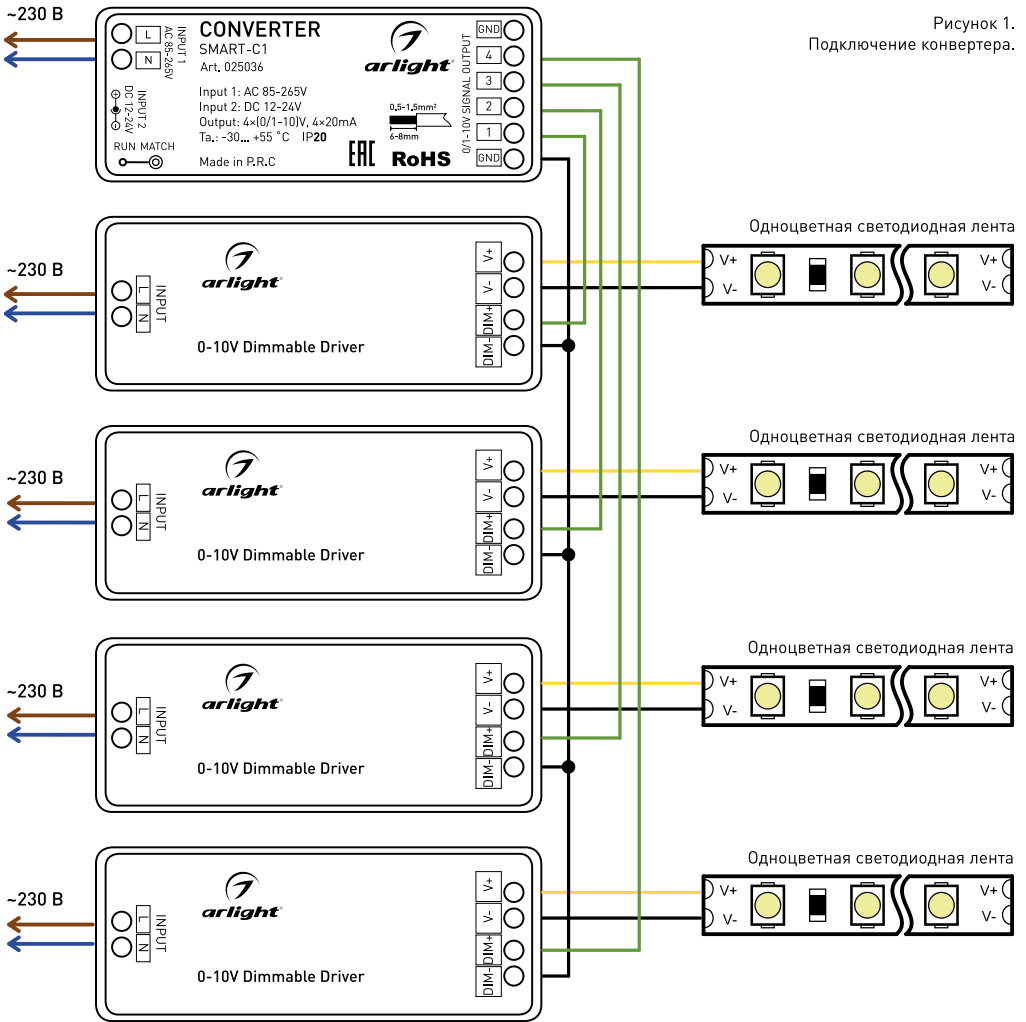 ~230 В
Рисунок 1.
Подключение конвертера.
L
N
INPUT 1
AC 85-265V
INPUT 2
DC 12-24V
RUN MATCH
CONVERTER
SMART-C1
Art. 025036
Input 1: AC 85-265V
Input 2: DC 12-24V
Output: 4×(0/1-10)V, 4×20mA
Ta.: -30... +55 °C IP20
Made in P.R.C
arlight
0,5-1,5mm²
6-8mm
EAC RoHS
0/1-10V SIGNAL OUTPUT
GND
4
3
2
1
GND
~230 В
L
N
INPUT
arlight
0-10V Dimmable Driver
V+
V-
DIM+
DIM-
Одноцветная светодиодная лента
V+ V+
V- V-
~230 В
L
N
INPUT
arlight
0-10V Dimmable Driver
V+
V-
DIM+
DIM-
Одноцветная светодиодная лента
V+ V+
V- V-
~230 В
L
N
INPUT
arlight
0-10V Dimmable Driver
V+
V-
DIM+
DIM-
Одноцветная светодиодная лента
V+ V+
V- V-
~230 В
L
N
INPUT
arlight
0-10V Dimmable Driver
V+
V-
DIM+
DIM-
Одноцветная светодиодная лента
V+ V+
V- V-